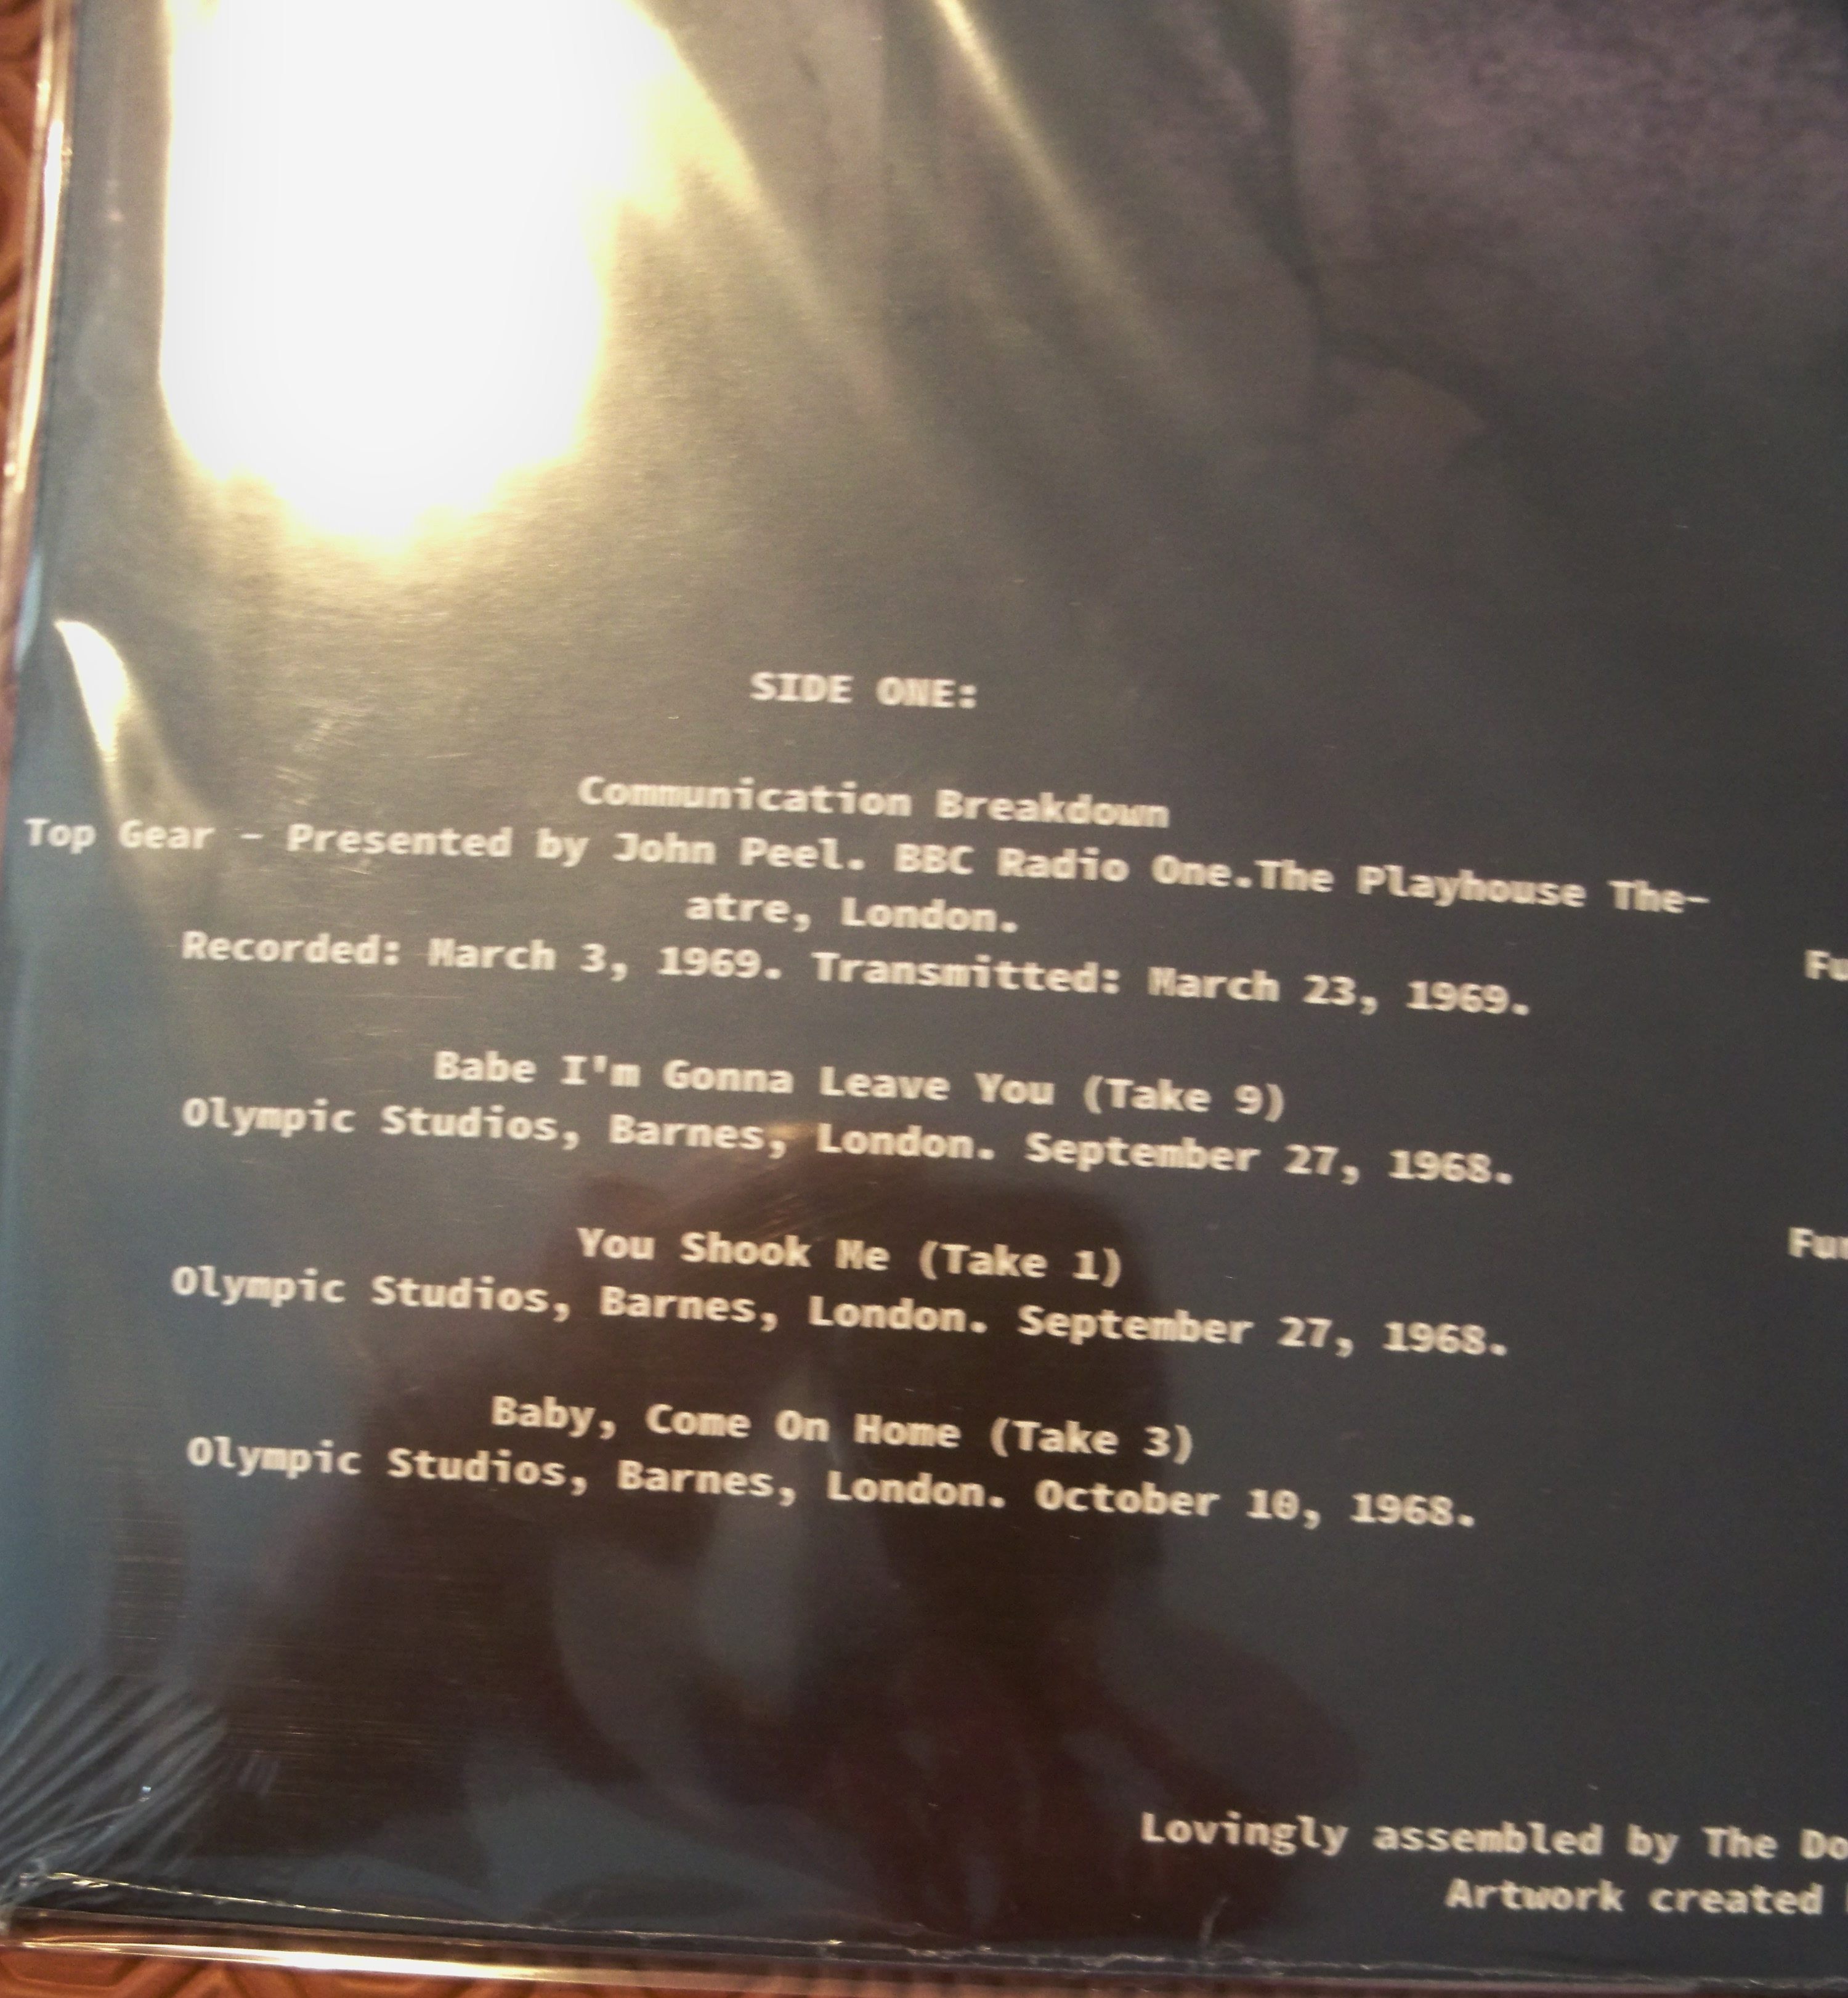 SIDE ONE:
Communication Breakdown
Top Gear - Presented by John Peel. BBC Radio One.The Playhouse The-
atre, London.
Recorded: March 3, 1969. Transmitted: March 23, 1969.
Babe I'm Gonna Leave You (Take 9)
Olympic Studios, Barnes, London. September 27, 1968.
You Shook Me (Take 1)
Olympic Studios, Barnes, London. September 27, 1968.
Baby, Come On Home (Take 3)
Olympic Studios, Barnes, London. October 10, 1968.
Lovingly assembled by The
Artwork created